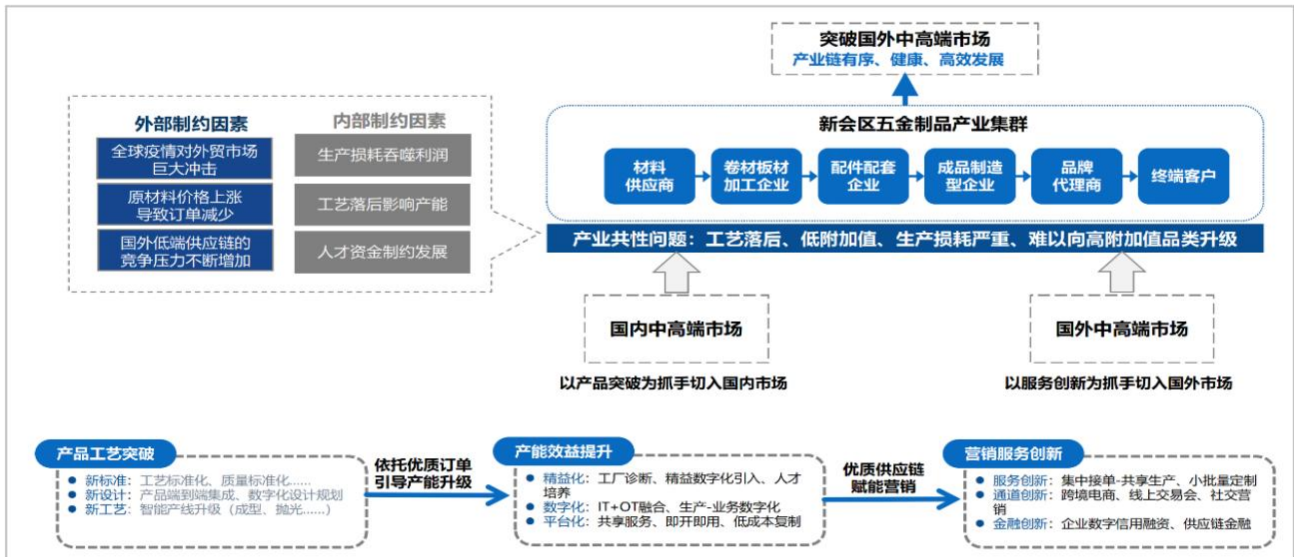 突破国外中高端市场
产业链有序、健康、高效发展
外部制约因素
全球疫情对外贸市场
巨大冲击
原材料价格上涨
导致订单减少
国外低端供应链的
竞争压力不断增加
内部制约因素
生产损耗吞噬利润
工艺落后影响产能
人才资金制约发展
新会区五金制品产业集群
材料
供应商
卷材板材
加工企业
配件配套
企业
成品制造
型企业
品牌
代理商
终端客户
产业共性问题：工艺落后、低附加值、生产损耗严重、难以向高附加值品类升级
国内中高端市场
国外中高端市场
以产品突破为抓手切入国内市场
以服务创新为抓手切入国外市场
产品工艺突破
新标准：工艺标准化、质量标准化……
新设计：产品端到端集成、数字化设计规划
新工艺：智能产线升级（成型、抛光……）
依托优质订单
引导产能升级
产能效益提升
精益化：工厂诊断、精益数字化引入、人才
培养
数字化：IT+OT融合、生产-业务数字化
平台化：共享服务、即开即用、低成本复制
优质供应链
赋能营销
营销服务创新
服务创新：集中接单-共享生产、小批量定制
通道创新：跨境电商、线上交易会、社交营
销
金融创新：企业数字信用融资、供应链金融